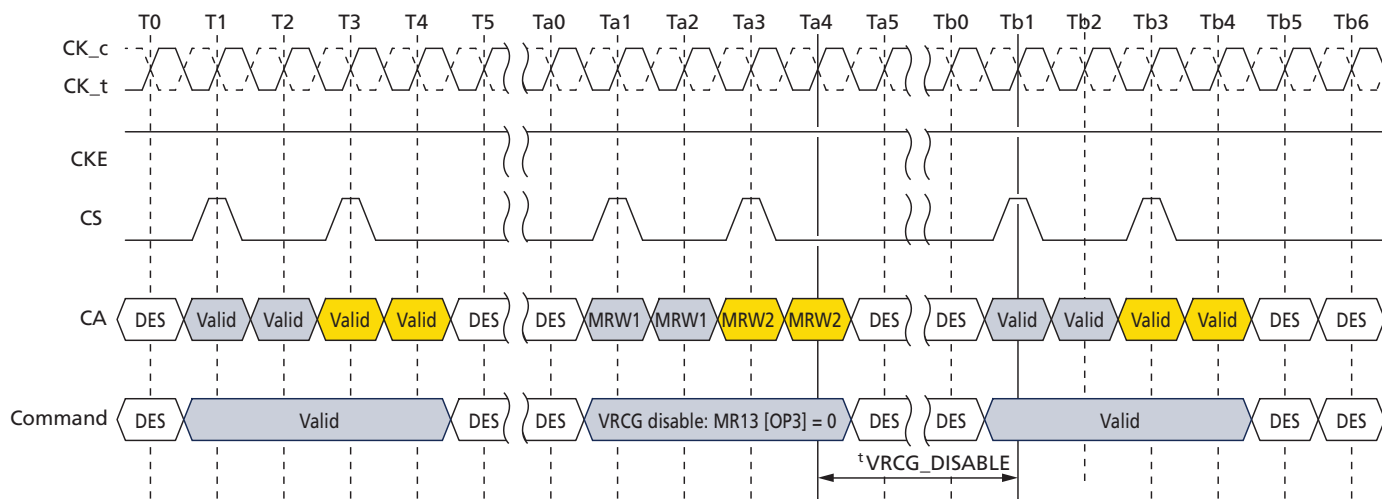 T0 T1 T2 T3 T4 T5 Ta0 Ta1 Ta2 Ta3 Ta4 Ta5 Tb0 Tb1 Tb2 Tb3 Tb4 Tb5 Tb6
CK_c
CK_t
CKE
CS
CA DES Valid Valid Valid Valid DES DES MRW1 MRW1 MRW2 MRW2 DES DES Valid Valid Valid Valid DES DES
Command DES Valid DES DES VRCG disable: MR13 [OP3] = 0 DES DES Valid DES DES
tVRCG_DISABLE